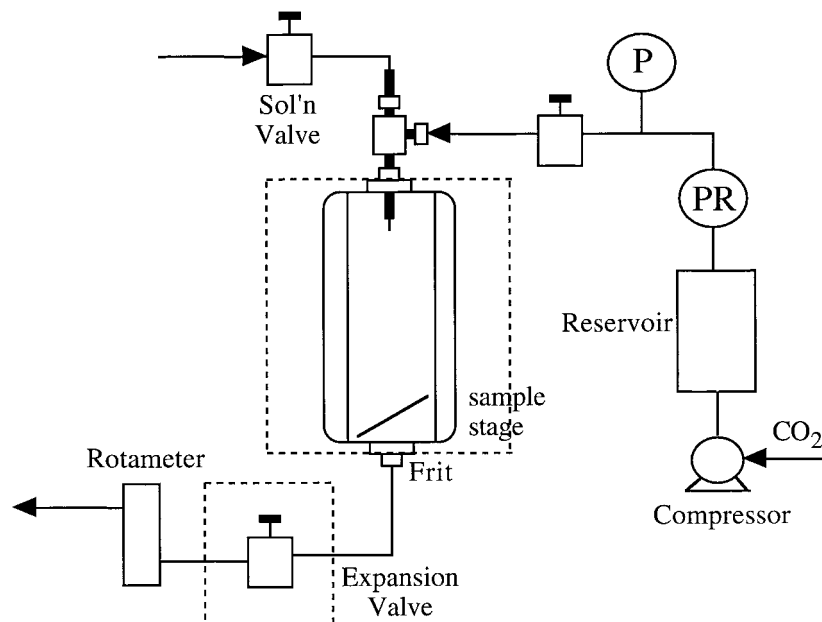 P
Sol'n
Valve
PR
Reservoir
sample
stage
CO2
Rotameter
Frit
Compressor
Expansion
Valve